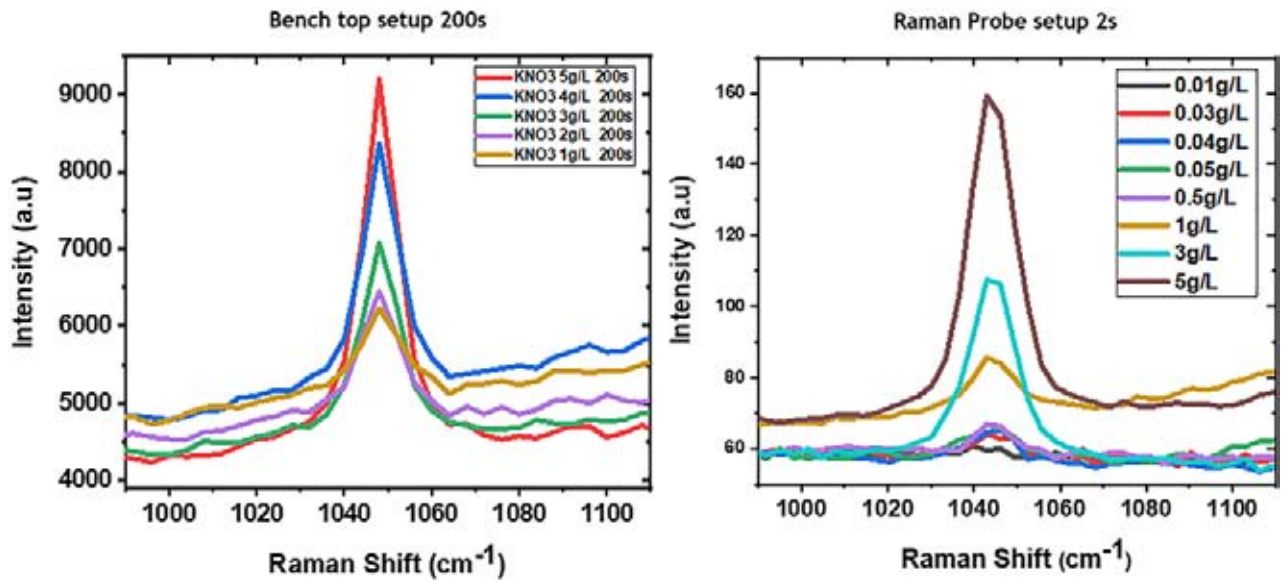 Bench top setup 200s
Intensity (a.u)
9000
8000
7000
6000
5000
4000
KNO3 5g/L 200s
KNO3 4g/L 200s
KNO3 3g/L 200s
KNO3 2g/L 200s
KNO3 1g/L 200s
1000
1020
1040
1060
1080
1100
Raman Shift (cm-1)
Raman Probe setup 2s
Intensity (a.u
160
140
120
100
80
60
0.01g/L
0.03g/L
0.04g/L
0.05g/L
0.5g/L
1g/L
3g/L
5g/L
1000
1020
1040
1060
1080
1100
Raman Shift (cm-1)